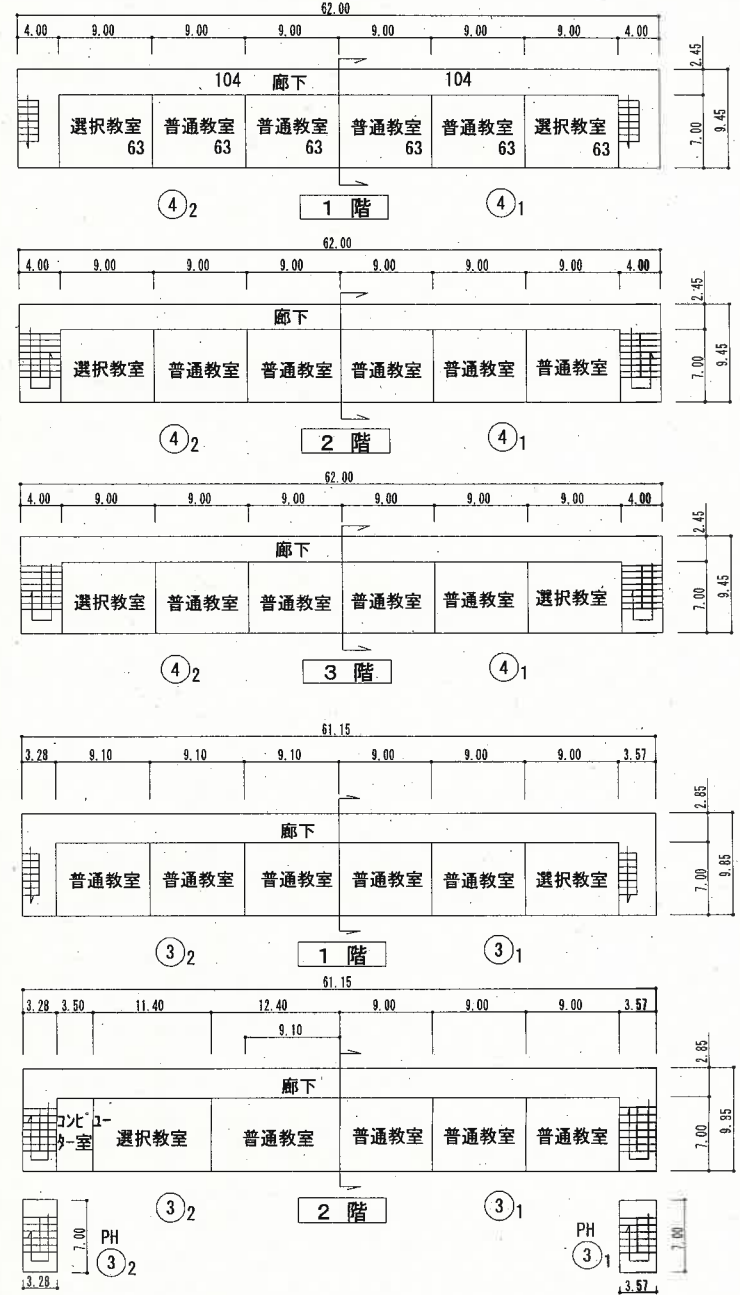 62.00
4.00 9.00 9.00 9.00 9.00 9.00 9.00 4.00
2.45
104 廊下 104
選択教室 普通教室 普通教室 普通教室 普通教室 選択教室
63 63 63 63 63 63
7.00 9.45
④2 1 階 ④1
62.00
4.00 9.00 9.00 9.00 9.00 9.00 9.00 4.00
2.45
廊下
選択教室 普通教室 普通教室 普通教室 普通教室 普通教室
7.00 9.45
④2 2 階 ④1
62.00
4.00 9.00 9.00 9.00 9.00 9.00 9.00 4.00
2.45
廊下
選択教室 普通教室 普通教室 普通教室 普通教室 選択教室
7.00 9.45
④2 3 階 ④1
61.15
3.28 9.10 9.10 9.10 9.00 9.00 9.00 3.57
2.85
廊下
普通教室 普通教室 普通教室 普通教室 普通教室 選択教室
7.00 9.85
③2 1 階 ③1
61.15
3.28 3.50 11.40 12.40 9.00 9.00 9.00 3.57
9.10
2.85
廊下
コンピュー
ター室 選択教室 普通教室 普通教室 普通教室 普通教室
7.00 9.85
③2 2 階 ③1
7.00 PH PH 7.00
③2 ③1
3.28 3.57